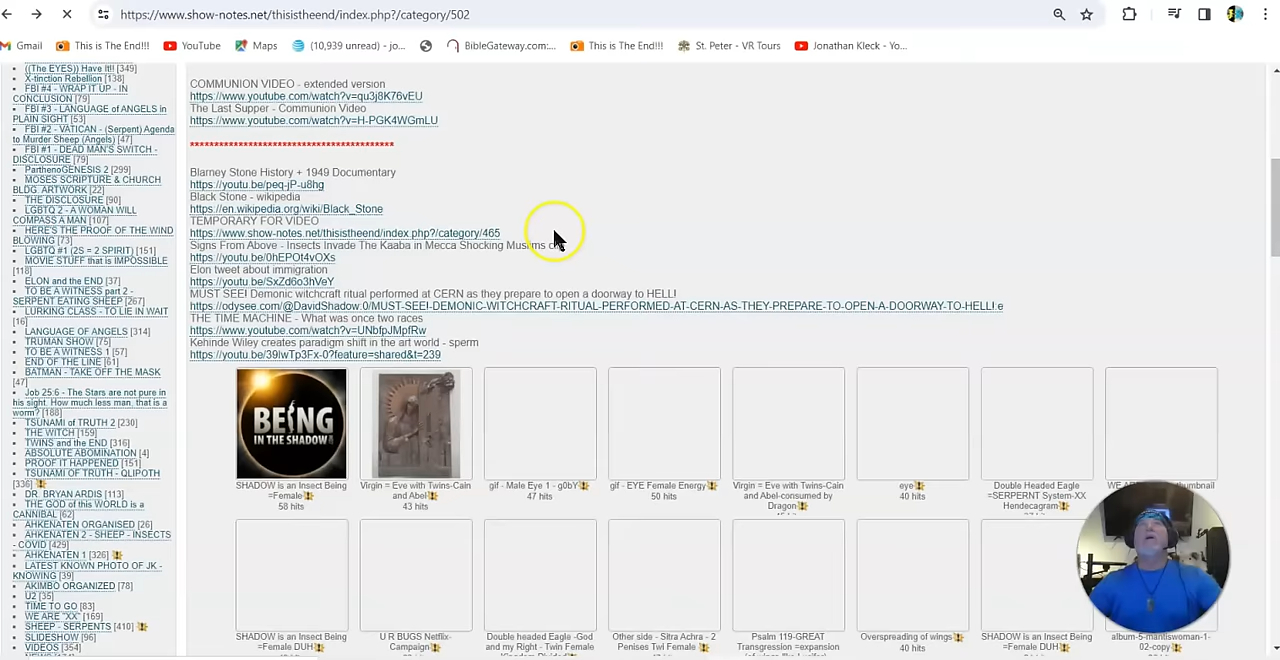 https://www.show-notes.net/thisistheend/index.php?/category/502
Gmail
This is The End!!!
YouTube
Maps
(10,939 unread) - jo...
BibleGateway.com:...
This is The End!!!
St. Peter - VR Tours
Jonathan Kleck - Yo...
((The EYES)) Have It!! [349]
X-tinction Rebellion [138]
FBI #4 - WRAP IT UP - IN
CONCLUSION [79]
FBI #3 - LANGUAGE of ANGELS in
PLAIN SIGHT [53]
FBI #2 - VATICAN - (Serpent) Agenda
to Murder Sheep (Angels) [47]
FBI #1 - DEAD MAN'S SWITCH -
DISCLOSURE [79]
ParthenoGENESIS 2 [299]
MOSES SCRIPTURE & CHURCH
BLDG. ARTWORK [22]
THE DISCLOSURE [90]
LGBTQ 2 - A WOMAN WILL
COMPASS A MAN [107]
HERE'S THE PROOF OF THE WIND
BLOWING [73]
LGBTQ #1 (2S = 2 SPIRIT) [151]
MOVIE STUFF that is IMPOSSIBLE
[118]
ELON and the END [37]
TO BE A WITNESS part 2 -
SERPENT EATING SHEEP [267]
LURKING CLASS - TO LIE IN WAIT
[16]
LANGUAGE OF ANGELS [314]
TRUMAN SHOW [75]
TO BE A WITNESS 1 [57]
END OF THE LINE [61]
BATMAN - TAKE OFF THE MASK
[47]
Job 25:6 - The Stars are not pure in
his sight. How much less man, that is a
worm? [188]
TSUNAMI of TRUTH 2 [230]
THE WITCH [159]
TWINS and the END [316]
ABSOLUTE ABOMINATION [4]
PROOF IT HAPPENED [151]
TSUNAMI OF TRUTH - QLIPOTH
[336]
DR. BRYAN ARDIS [113]
THE GOD of this WORLD is a
CANNIBAL [62]
AHKENATEN ORGANISED [26]
AHKENATEN 2 - SHEEP - INSECTS
- COVID [429]
AHKENATEN 1 [326]
LATEST KNOWN PHOTO OF JK -
KNOWING [39]
AKIMBO ORGANIZED [78]
U2 [35]
TIME TO GO [83]
WE ARE "XX" [169]
SHEEP - SERPENTS [410]
SLIDESHOW [96]
VIDEOS [354]
COMMUNION VIDEO - extended version
https://www.youtube.com/watch?v=qu3j8K76vEU
The Last Supper - Communion Video
https://www.youtube.com/watch?v=H-PGK4WGmLU
******************************************
Blarney Stone History + 1949 Documentary
https://youtu.be/peq-jP-u8hg
Black Stone - wikipedia
https://en.wikipedia.org/wiki/Black_Stone
TEMPORARY FOR VIDEO
https://www.show-notes.net/thisistheend/index.php?/category/465
Signs From Above - Insects Invade The Kaaba in Mecca Shocking Muslims
https://youtu.be/0hEPOt4vOXs
Elon tweet about immigration
https://youtu.be/SxZd6o3hVeY
MUST SEE! Demonic witchcraft ritual performed at CERN as they prepare to open a doorway to HELL!
https://odysee.com/@DavidShadow:0/MUST-SEE!-DEMONIC-WITCHCRAFT-RITUAL-PERFORMED-AT-CERN-AS-THEY-PREPARE-TO-OPEN-A-DOORWAY-TO-HELL!:e
THE TIME MACHINE - What was once two races
https://www.youtube.com/watch?v=UNbfpJMpfRw
Kehinde Wiley creates paradigm shift in the art world - sperm
https://youtu.be/39iwTp3Fx-0?feature=shared&t=239
BEING
IN THE SHADOW
SHADOW is an Insect Being
=Female
58 hits
Virgin = Eve with Twins-Cain
and Abel
43 hits
gif - Male Eye 1 - g0bY
47 hits
gif - EYE Female Energy
50 hits
Virgin = Eve with Twins-Cain
and Abel-consumed by
Dragon
eye
40 hits
Double Headed Eagle
=SERPERNT System-XX
Hendecagram
WE ARE thumbnail
SHADOW is an Insect Being
=Female DUH
U R BUGS Netflix-
Campaign
Double headed Eagle -God
and my Right - Twin Female
Other side - Sitra Achra - 2
Penises Twi Female
Psalm 119-GREAT
Transgression =expansion
Overspreading of wings
40 hits
SHADOW is an Insect Being
=Female DUH
album-5-mantiswoman-1-
02-copy